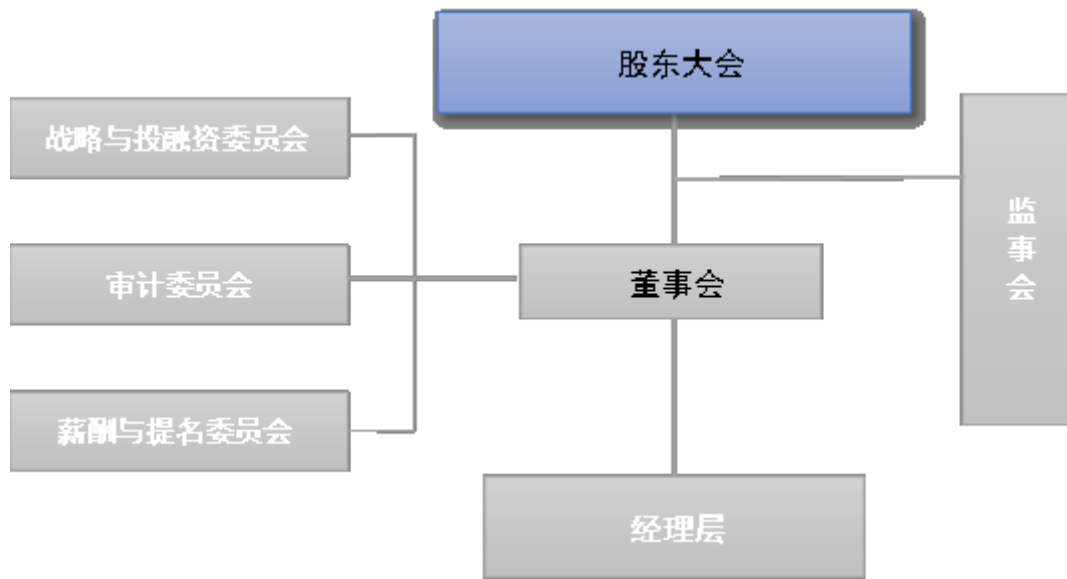 股东大会
战略与投融资委员会
监事会
审计委员会
董事会
薪酬与提名委员会
经理层